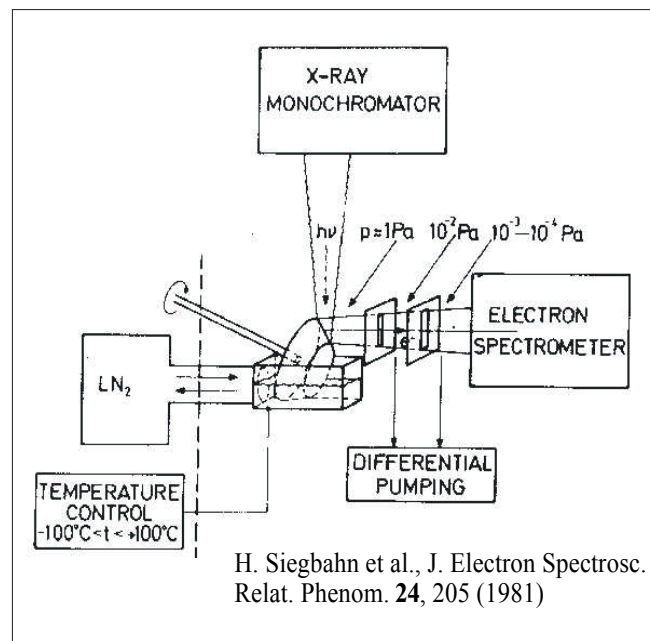 X-RAY
MONOCHROMATOR
hν
p≈1Pa 10⁻²Pa 10⁻³-10⁻⁴ Pa
e⁻
ELECTRON
SPECTROMETER
LN₂
DIFFERENTIAL
PUMPING
TEMPERATURE
CONTROL
-100°C<t<+100°C
H. Siegbahn et al., J. Electron Spectrosc.
Relat. Phenom. 24, 205 (1981)